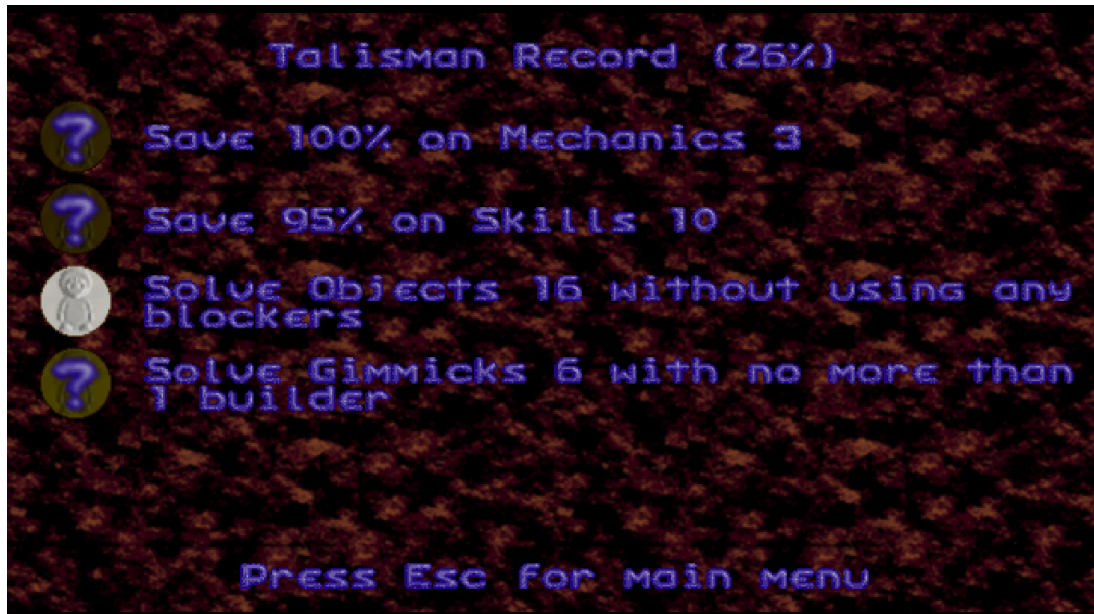 Talisman Record (26%)
Save 100% on Mechanics 3
Save 95% on Skills 10
Solve Objects 16 without using any
blockers
Solve Gimmicks 6 with no more than
1 builder
Press Esc for main menu